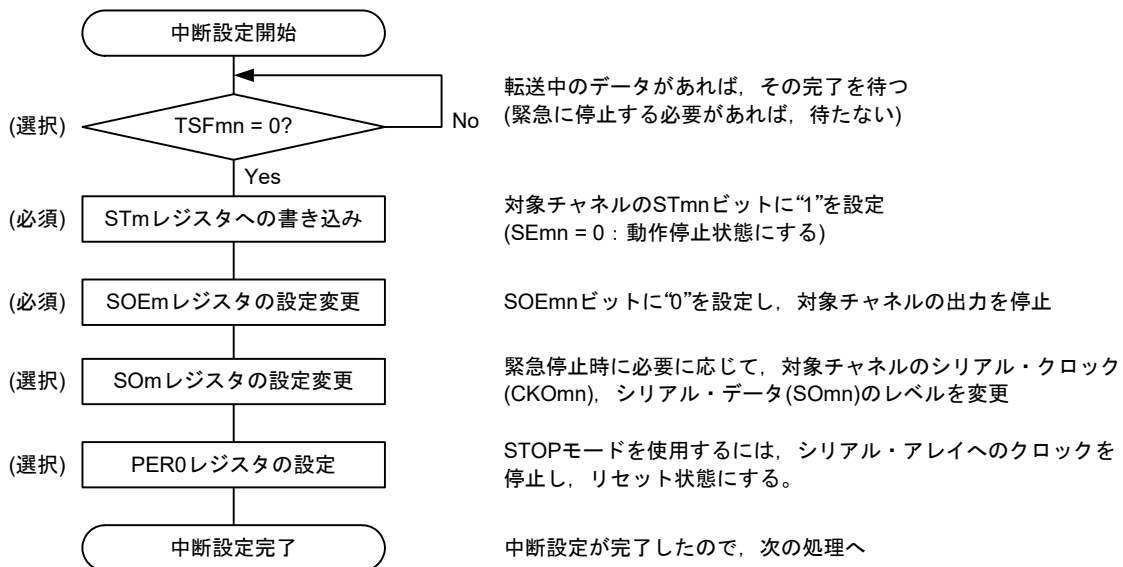 中断設定開始
転送中のデータがあれば，その完了を待つ
(緊急に停止する必要があれば，待たない)
(選択)
TSFmn = 0?
No
Yes
(必須)
STmレジスタへの書き込み
対象チャネルのSTmnビットに“1”を設定
(SEmn = 0：動作停止状態にする)
(必須)
SOEmレジスタの設定変更
SOEmnビットに“0”を設定し，対象チャネルの出力を停止
(選択)
SOmレジスタの設定変更
緊急停止時に必要に応じて，対象チャネルのシリアル・クロック
(CKOmn)，シリアル・データ(SOmn)のレベルを変更
(選択)
PER0レジスタの設定
STOPモードを使用するには，シリアル・アレイへのクロックを
停止し，リセット状態にする。
中断設定完了
中断設定が完了したので，次の処理へ